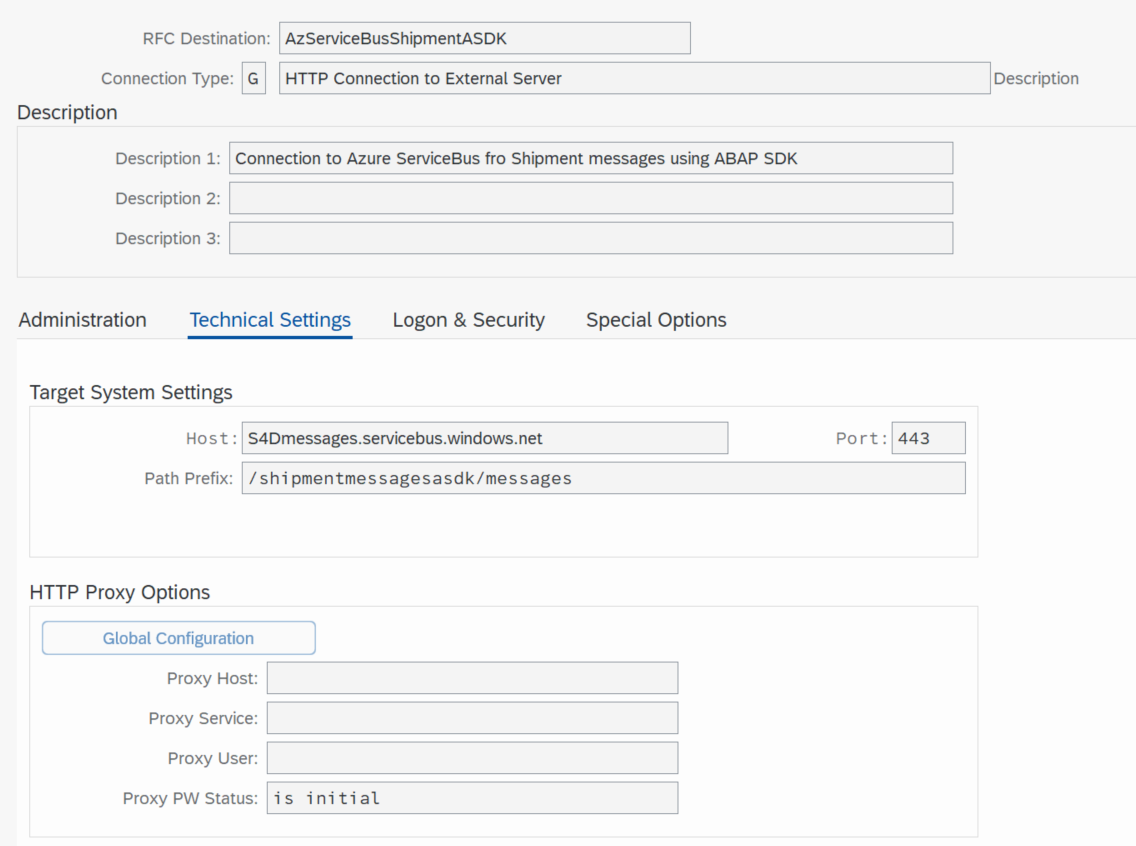 RFC Destination: AzServiceBusShipmentASDK
Connection Type: G HTTP Connection to External Server Description
Description
Description 1: Connection to Azure ServiceBus fro Shipment messages using ABAP SDK
Description 2:
Description 3:
Administration Technical Settings Logon & Security Special Options
Target System Settings
Host: S4Dmessages.servicebus.windows.net Port: 443
Path Prefix: /shipmentmessagesasdk/messages
HTTP Proxy Options
Global Configuration
Proxy Host:
Proxy Service:
Proxy User:
Proxy PW Status: is initial